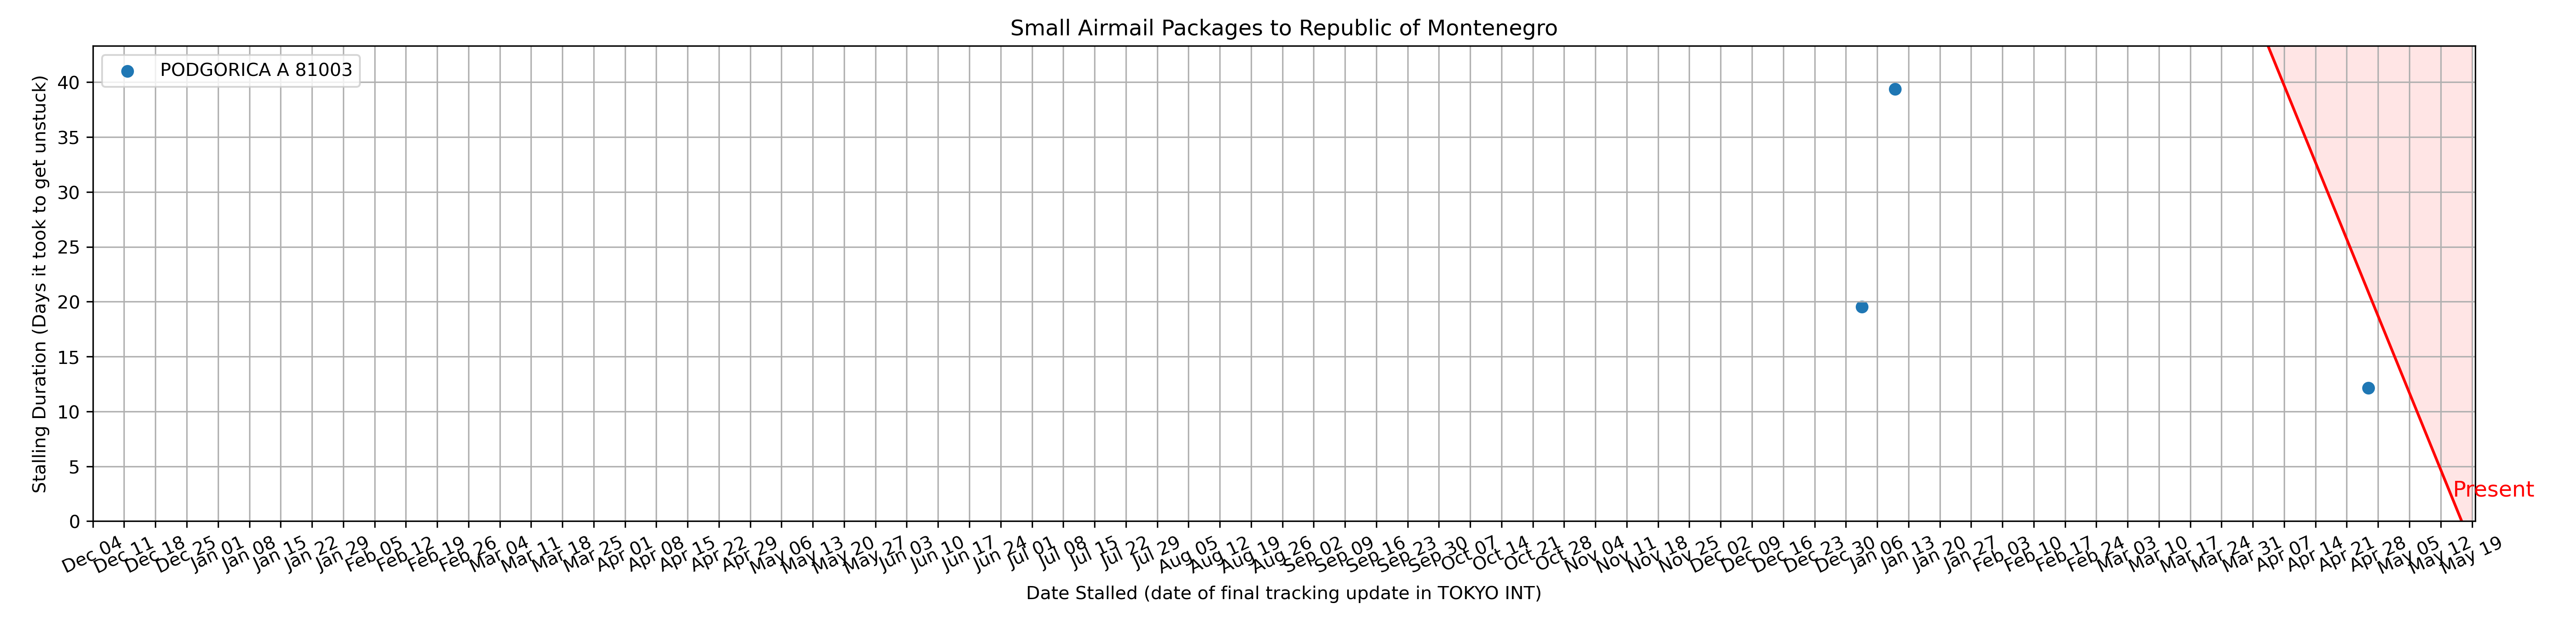 Small Airmail Packages to Republic of Montenegro
PODGORICA A 81003
Stalling Duration (Days it took to get unstuck)
40
35
30
25
20
15
10
5
0
Present
Dec 04 Dec 11 Dec 18 Dec 25 Jan 01 Jan 08 Jan 15 Jan 22 Jan 29 Feb 05 Feb 12 Feb 19 Feb 26 Mar 04 Mar 11 Mar 18 Mar 25 Apr 01 Apr 08 Apr 15 Apr 22 Apr 29 May 06 May 13 May 20 May 27 Jun 03 Jun 10 Jun 17 Jun 24 Jul 01 Jul 08 Jul 15 Jul 22 Jul 29 Aug 05 Aug 12 Aug 19 Aug 26 Sep 02 Sep 09 Sep 16 Sep 23 Sep 30 Oct 07 Oct 14 Oct 21 Oct 28 Nov 04 Nov 11 Nov 18 Nov 25 Dec 02 Dec 09 Dec 16 Dec 23 Dec 30 Jan 06 Jan 13 Jan 20 Jan 27 Feb 03 Feb 10 Feb 17 Feb 24 Mar 03 Mar 10 Mar 17 Mar 24 Mar 31 Apr 07 Apr 14 Apr 21 Apr 28 May 05 May 12 May 19
Date Stalled (date of final tracking update in TOKYO INT)